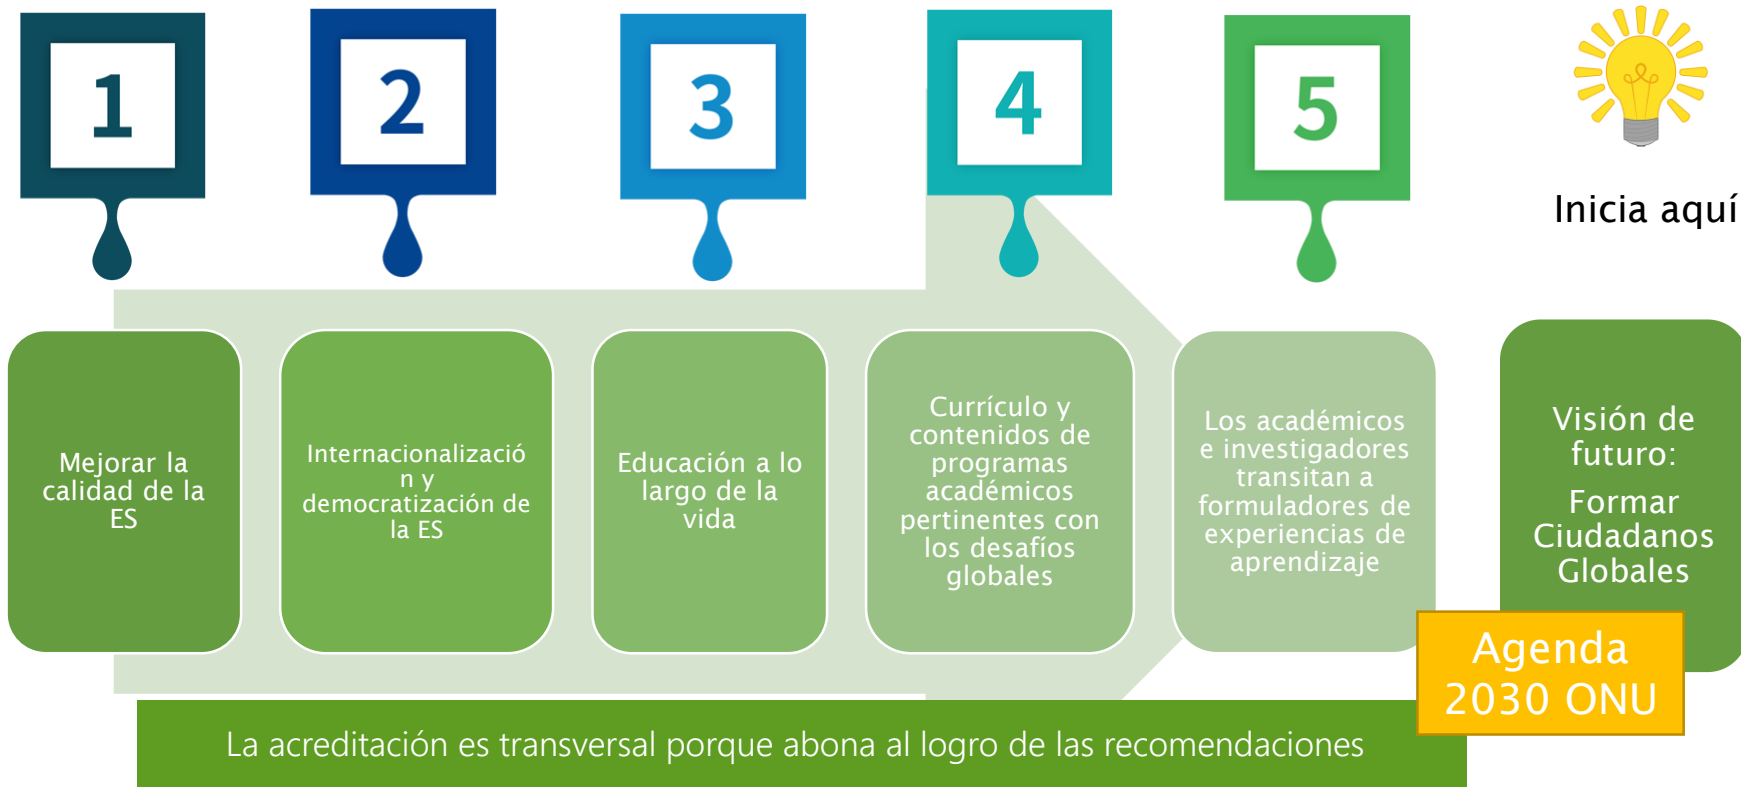 1
2
3
4
5
Inicia aquí
Mejorar la
calidad de la
ES
Internacionalizació
n y
democratización de
la ES
Educación a lo
largo de la
vida
Currículo y
contenidos de
programas
académicos
pertinentes con
los desafíos
globales
Los académicos
e investigadores
transitan a
formuladores de
experiencias de
aprendizaje
Visión de
futuro:
Formar
Ciudadanos
Globales
Agenda
2030 ONU
La acreditación es transversal porque abona al logro de las recomendaciones